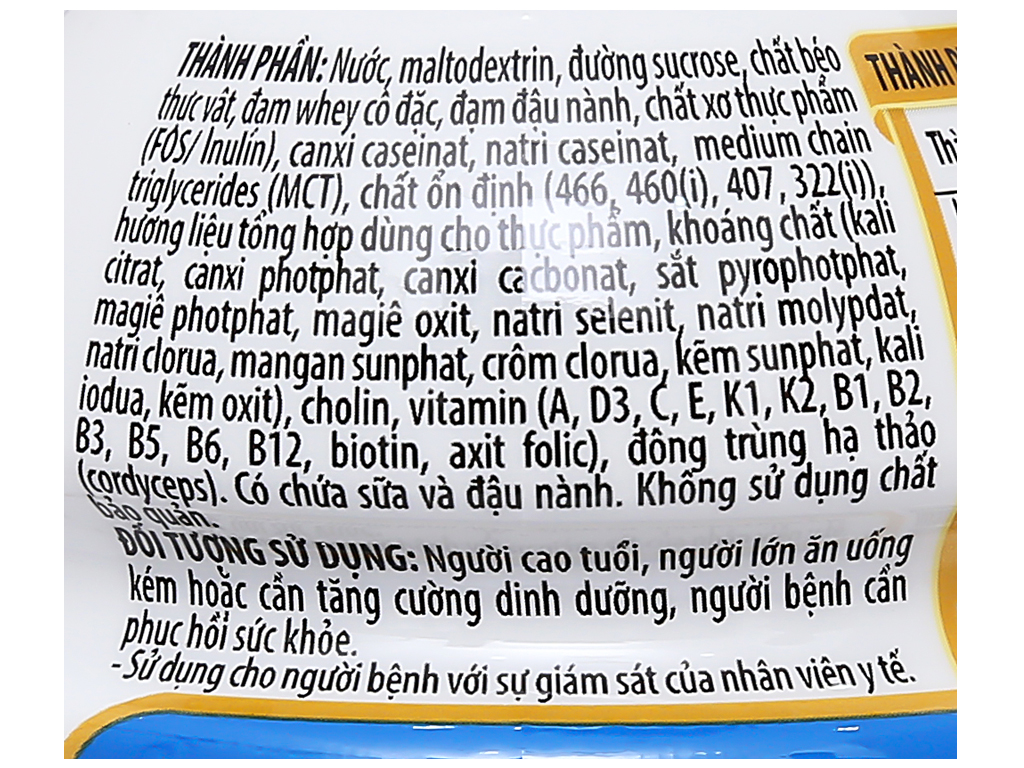 THÀNH PHẦN: Nước, maltodextrin, đường sucrose, chất béo
thực vật, đạm whey cô đặc, đạm đậu nành, chất xơ thực phẩm
(FOS/ Inulin), canxi caseinat, natri caseinat, medium chain
triglycerides (MCT), chất ổn định (466, 460(i), 407, 322(i)),
hương liệu tổng hợp dùng cho thực phẩm, khoáng chất (kali
citrat, canxi photphat, canxi cacbonat, sắt pyrophotphat,
magiê photphat, magiê oxit, natri selenit, natri molypdat,
natri clorua, mangan sunphat, crôm clorua, kẽm sunphat, kali
iodua, kẽm oxit), cholin, vitamin (A, D3, C, E, K1, K2, B1, B2,
B3, B5, B6, B12, biotin, axit folic), đông trùng hạ thảo
(cordyceps). Có chứa sữa và đậu nành. Không sử dụng chất
bảo quản.
ĐỐI TƯỢNG SỬ DỤNG: Người cao tuổi, người lớn ăn uống
kém hoặc cần tăng cường dinh dưỡng, người bệnh cần
phục hồi sức khỏe.
- Sử dụng cho người bệnh với sự giám sát của nhân viên y tế.
THÀNH